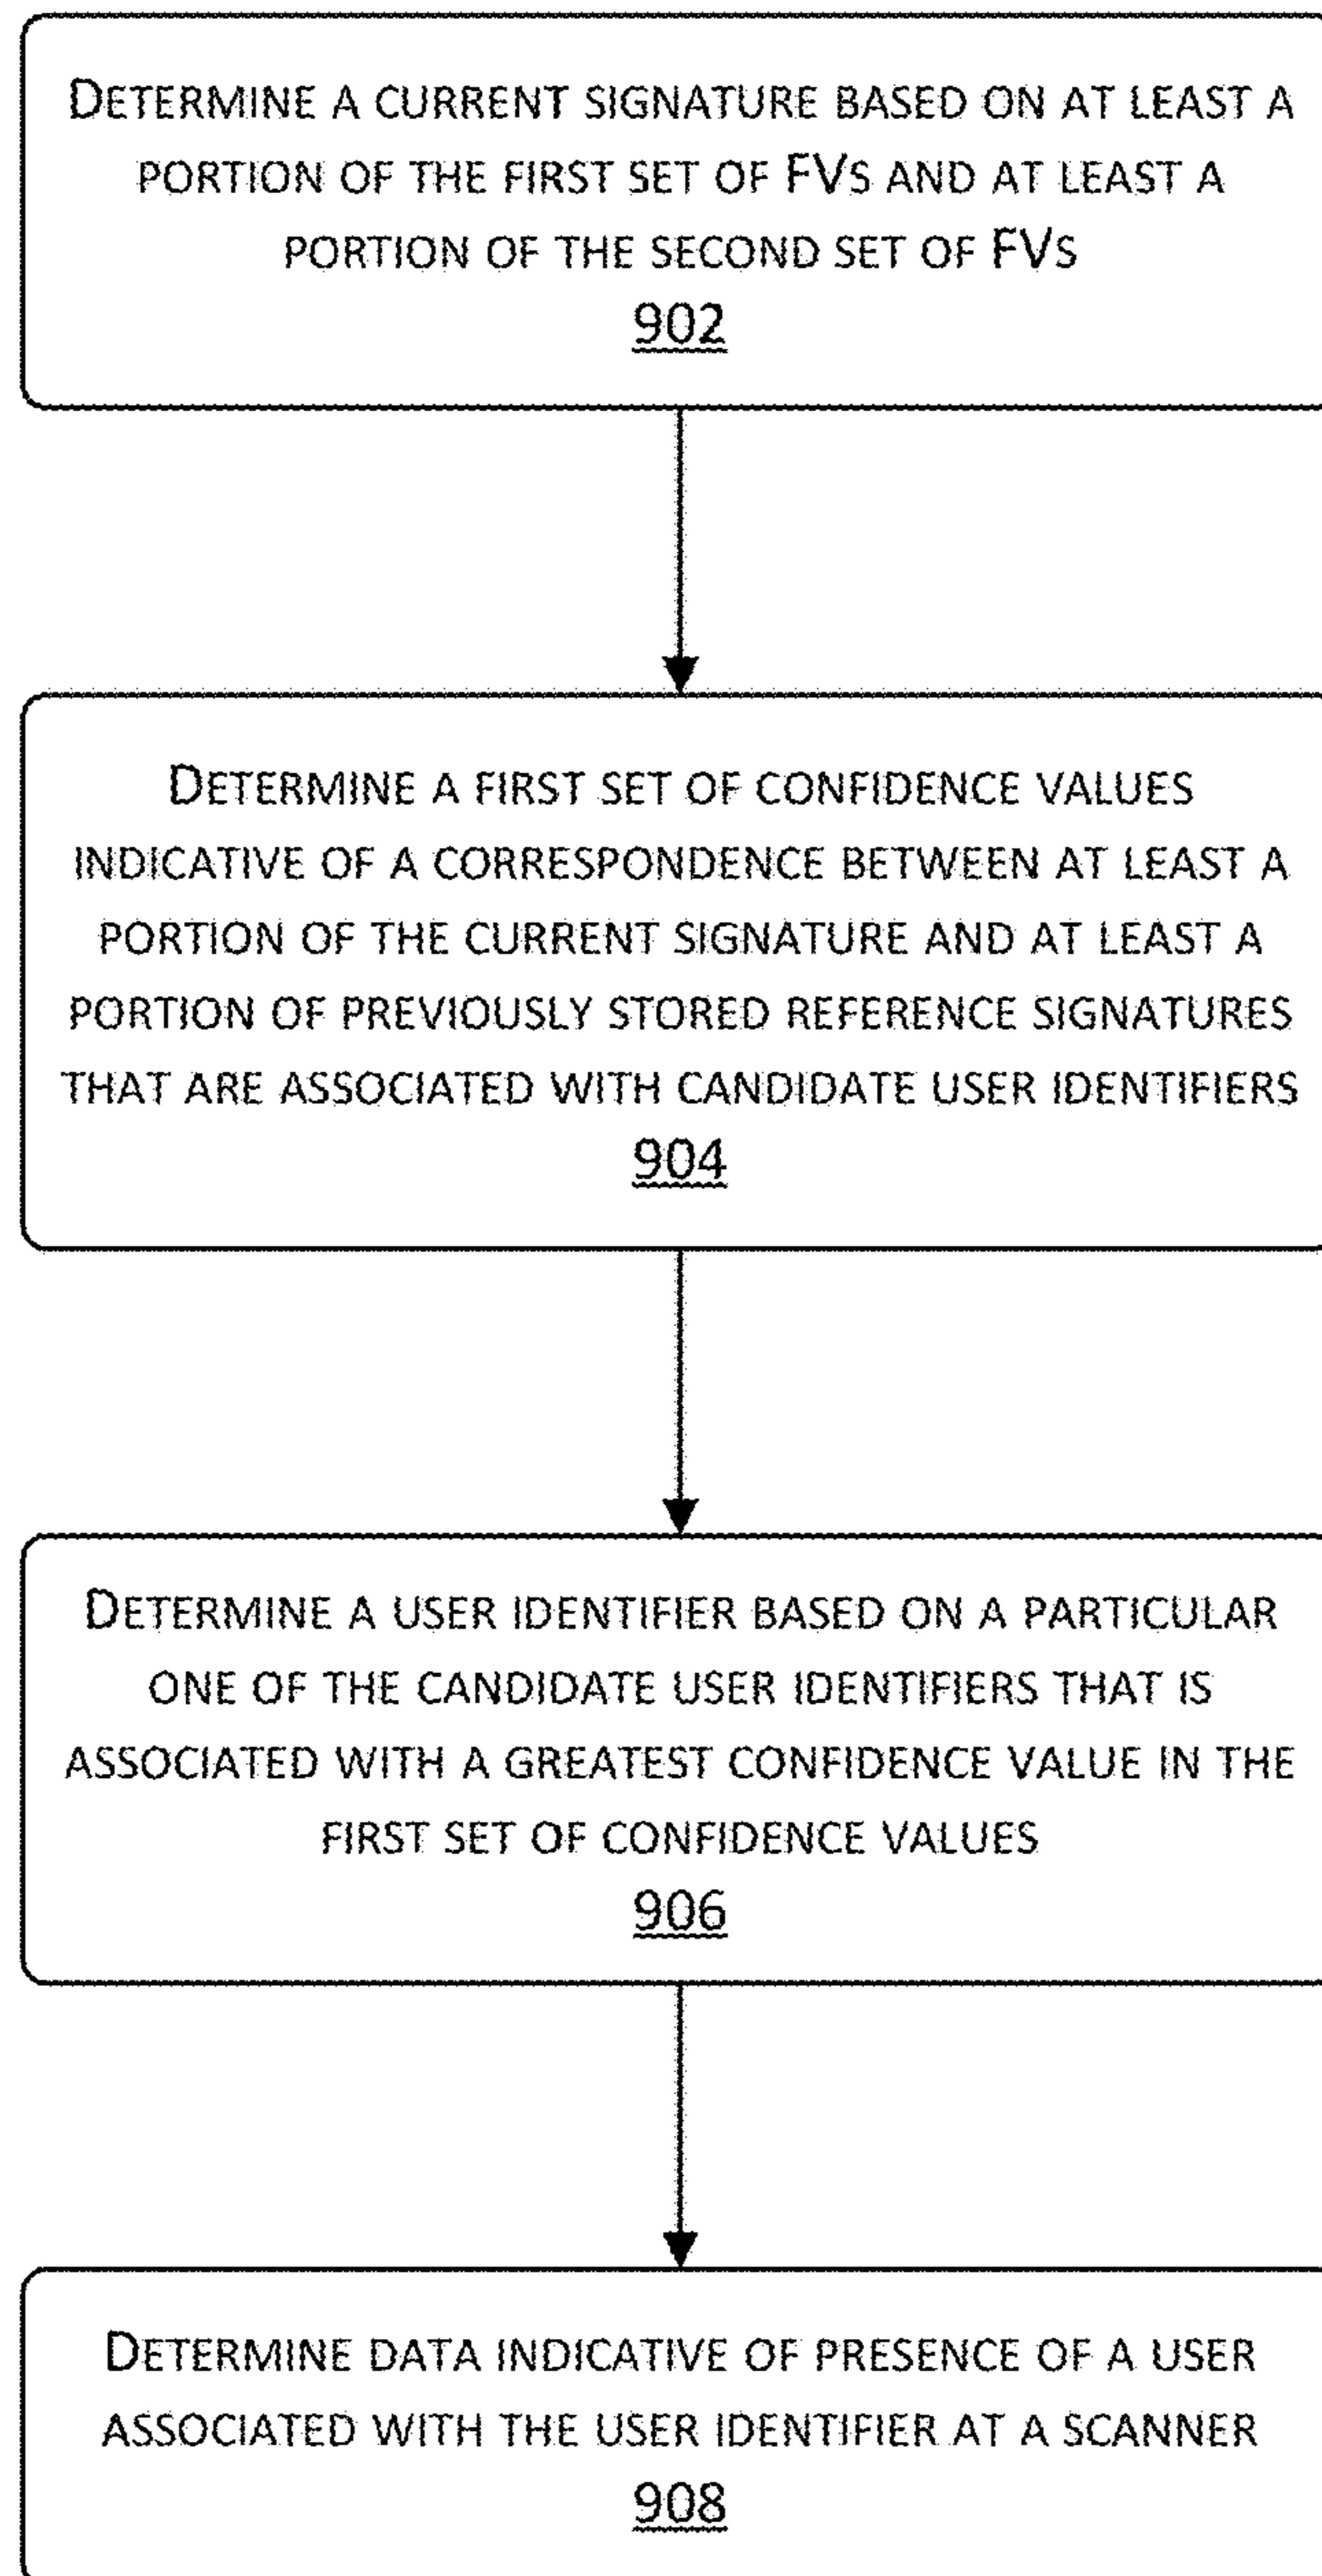 DETERMINE A CURRENT SIGNATURE BASED ON AT LEAST A
PORTION OF THE FIRST SET OF FVS AND AT LEAST A
PORTION OF THE SECOND SET OF FVS
902
DETERMINE A FIRST SET OF CONFIDENCE VALUES
INDICATIVE OF A CORRESPONDENCE BETWEEN AT LEAST A
PORTION OF THE CURRENT SIGNATURE AND AT LEAST A
PORTION OF PREVIOUSLY STORED REFERENCE SIGNATURES
THAT ARE ASSOCIATED WITH CANDIDATE USER IDENTIFIERS
904
DETERMINE A USER IDENTIFIER BASED ON A PARTICULAR
ONE OF THE CANDIDATE USER IDENTIFIERS THAT IS
ASSOCIATED WITH A GREATEST CONFIDENCE VALUE IN THE
FIRST SET OF CONFIDENCE VALUES
906
DETERMINE DATA INDICATIVE OF PRESENCE OF A USER
ASSOCIATED WITH THE USER IDENTIFIER AT A SCANNER
908